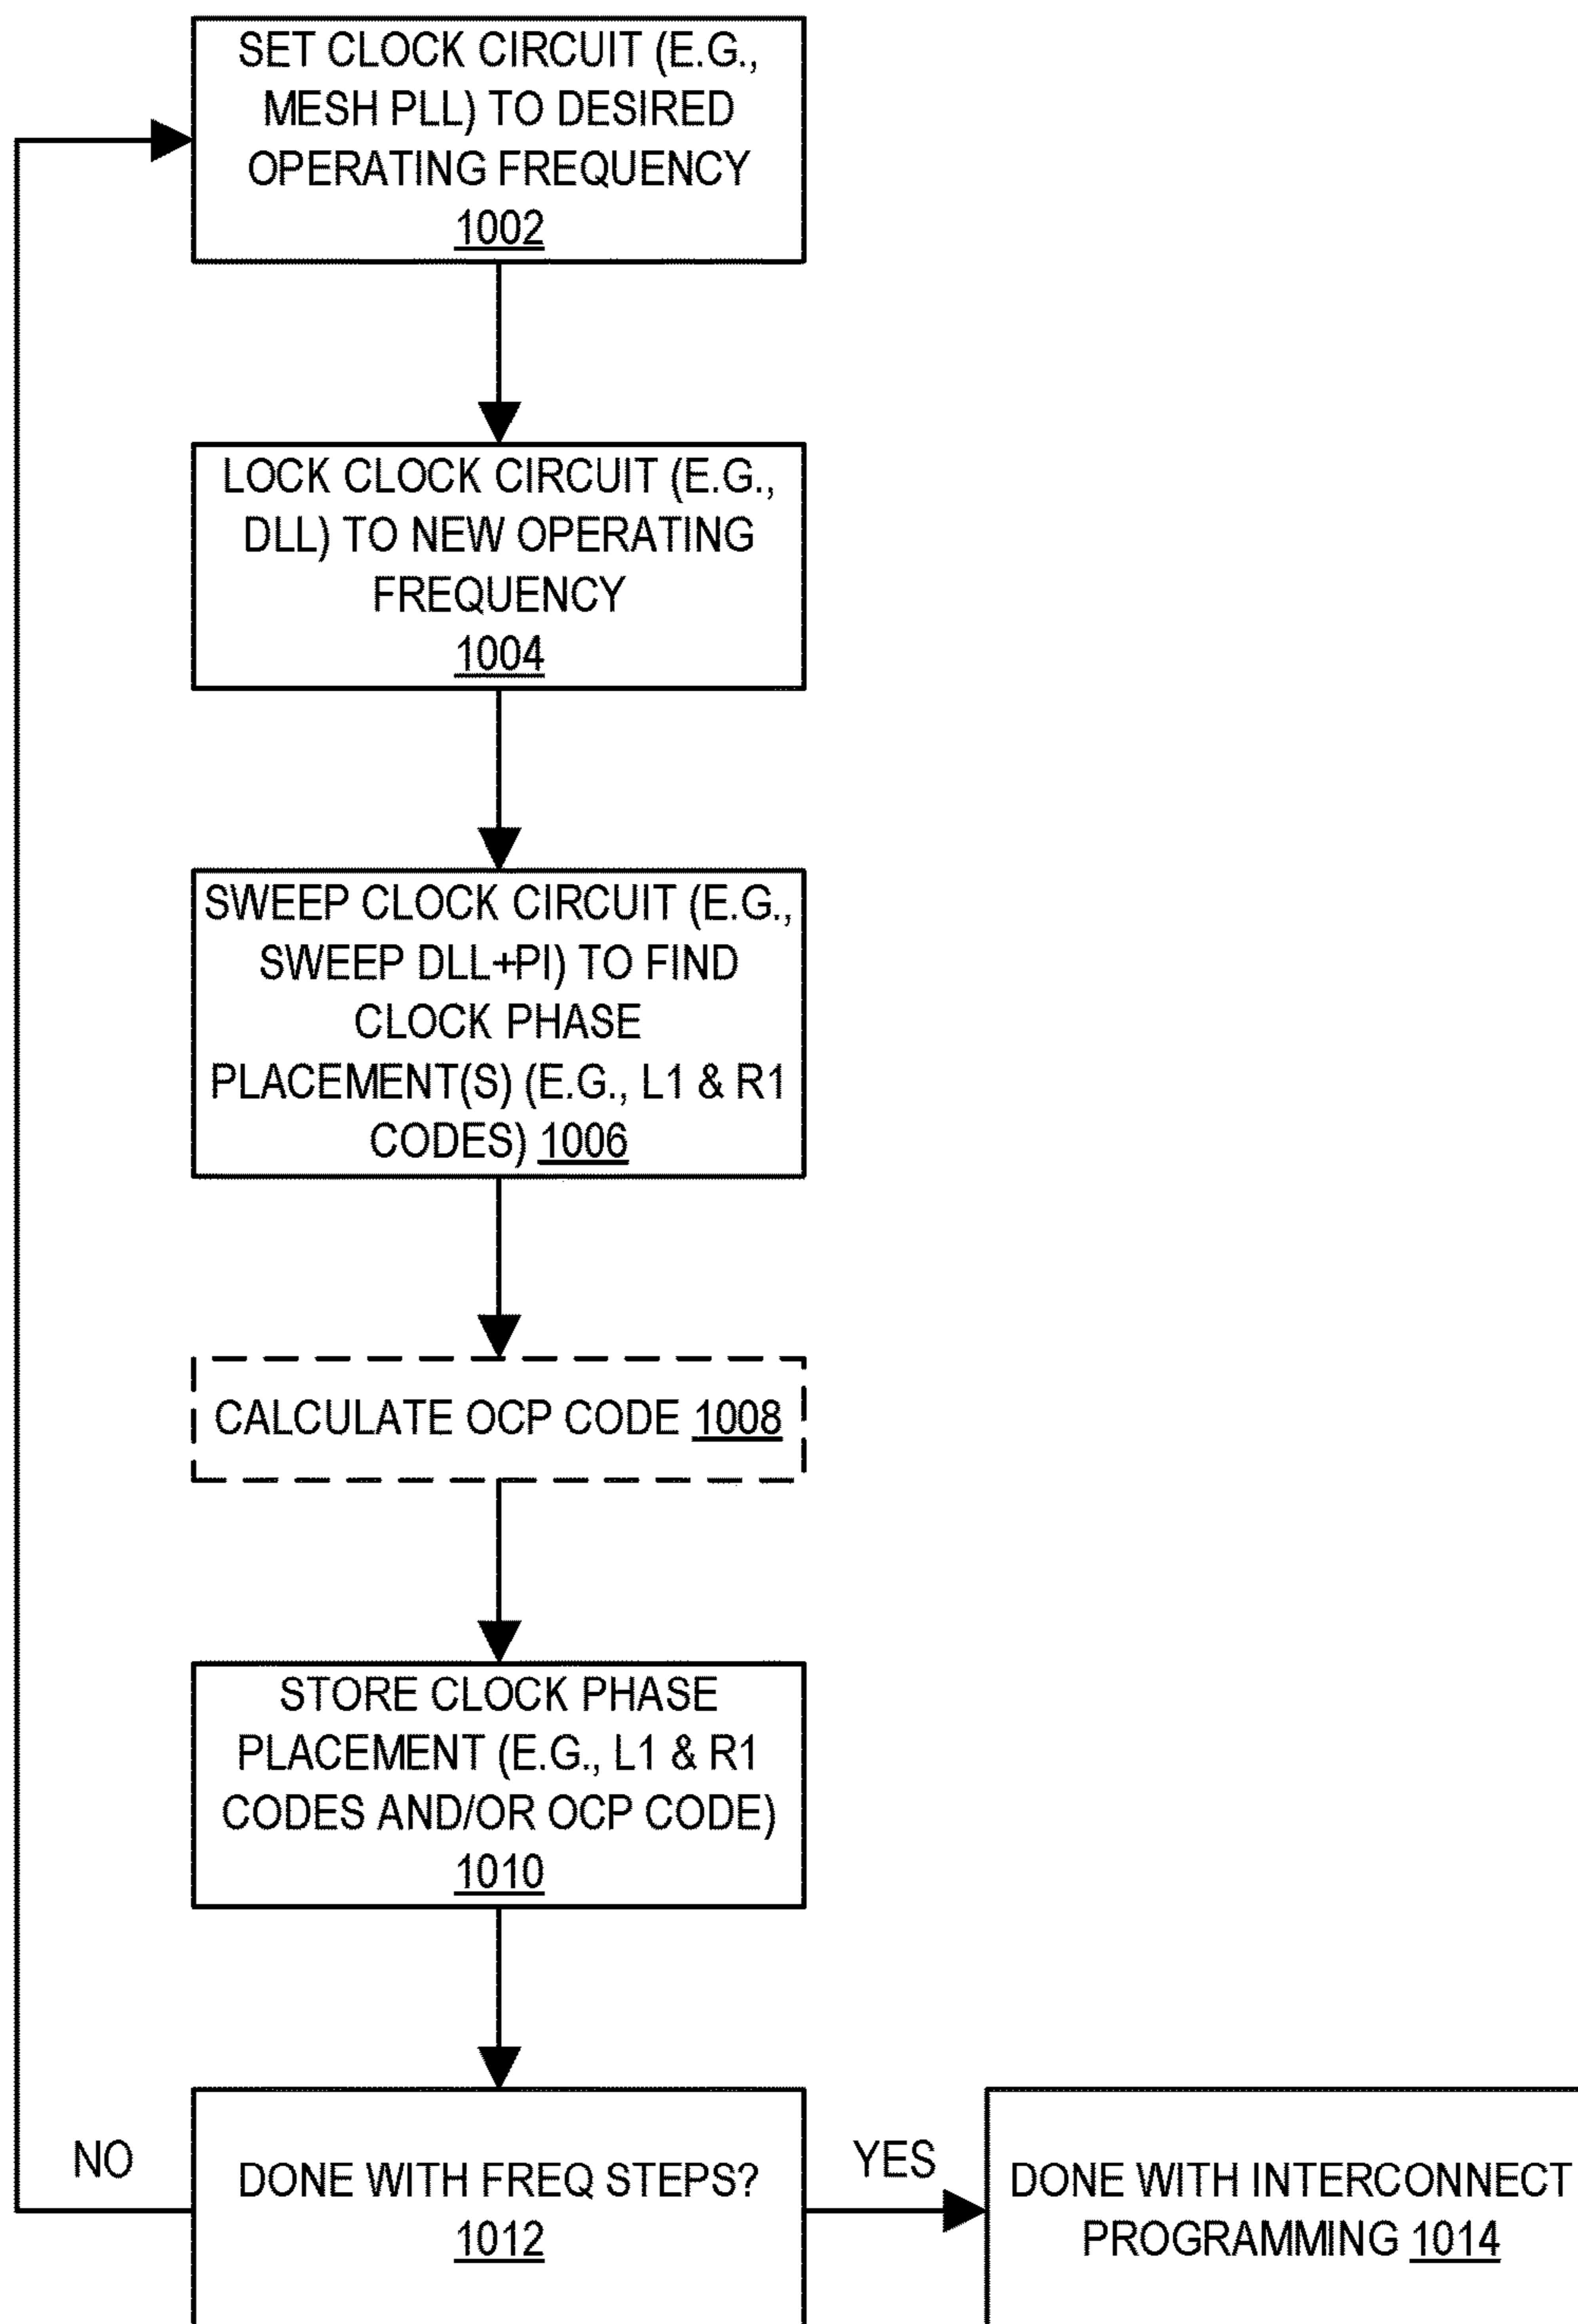 SET CLOCK CIRCUIT (E.G.,
MESH PLL) TO DESIRED
OPERATING FREQUENCY
1002
LOCK CLOCK CIRCUIT (E.G.,
DLL) TO NEW OPERATING
FREQUENCY
1004
SWEEP CLOCK CIRCUIT (E.G.,
SWEEP DLL+PI) TO FIND
CLOCK PHASE
PLACEMENT(S) (E.G., L1 & R1
CODES) 1006
CALCULATE OCP CODE 1008
STORE CLOCK PHASE
PLACEMENT (E.G., L1 & R1
CODES AND/OR OCP CODE)
1010
NO
DONE WITH FREQ STEPS?
1012
YES
DONE WITH INTERCONNECT
PROGRAMMING 1014